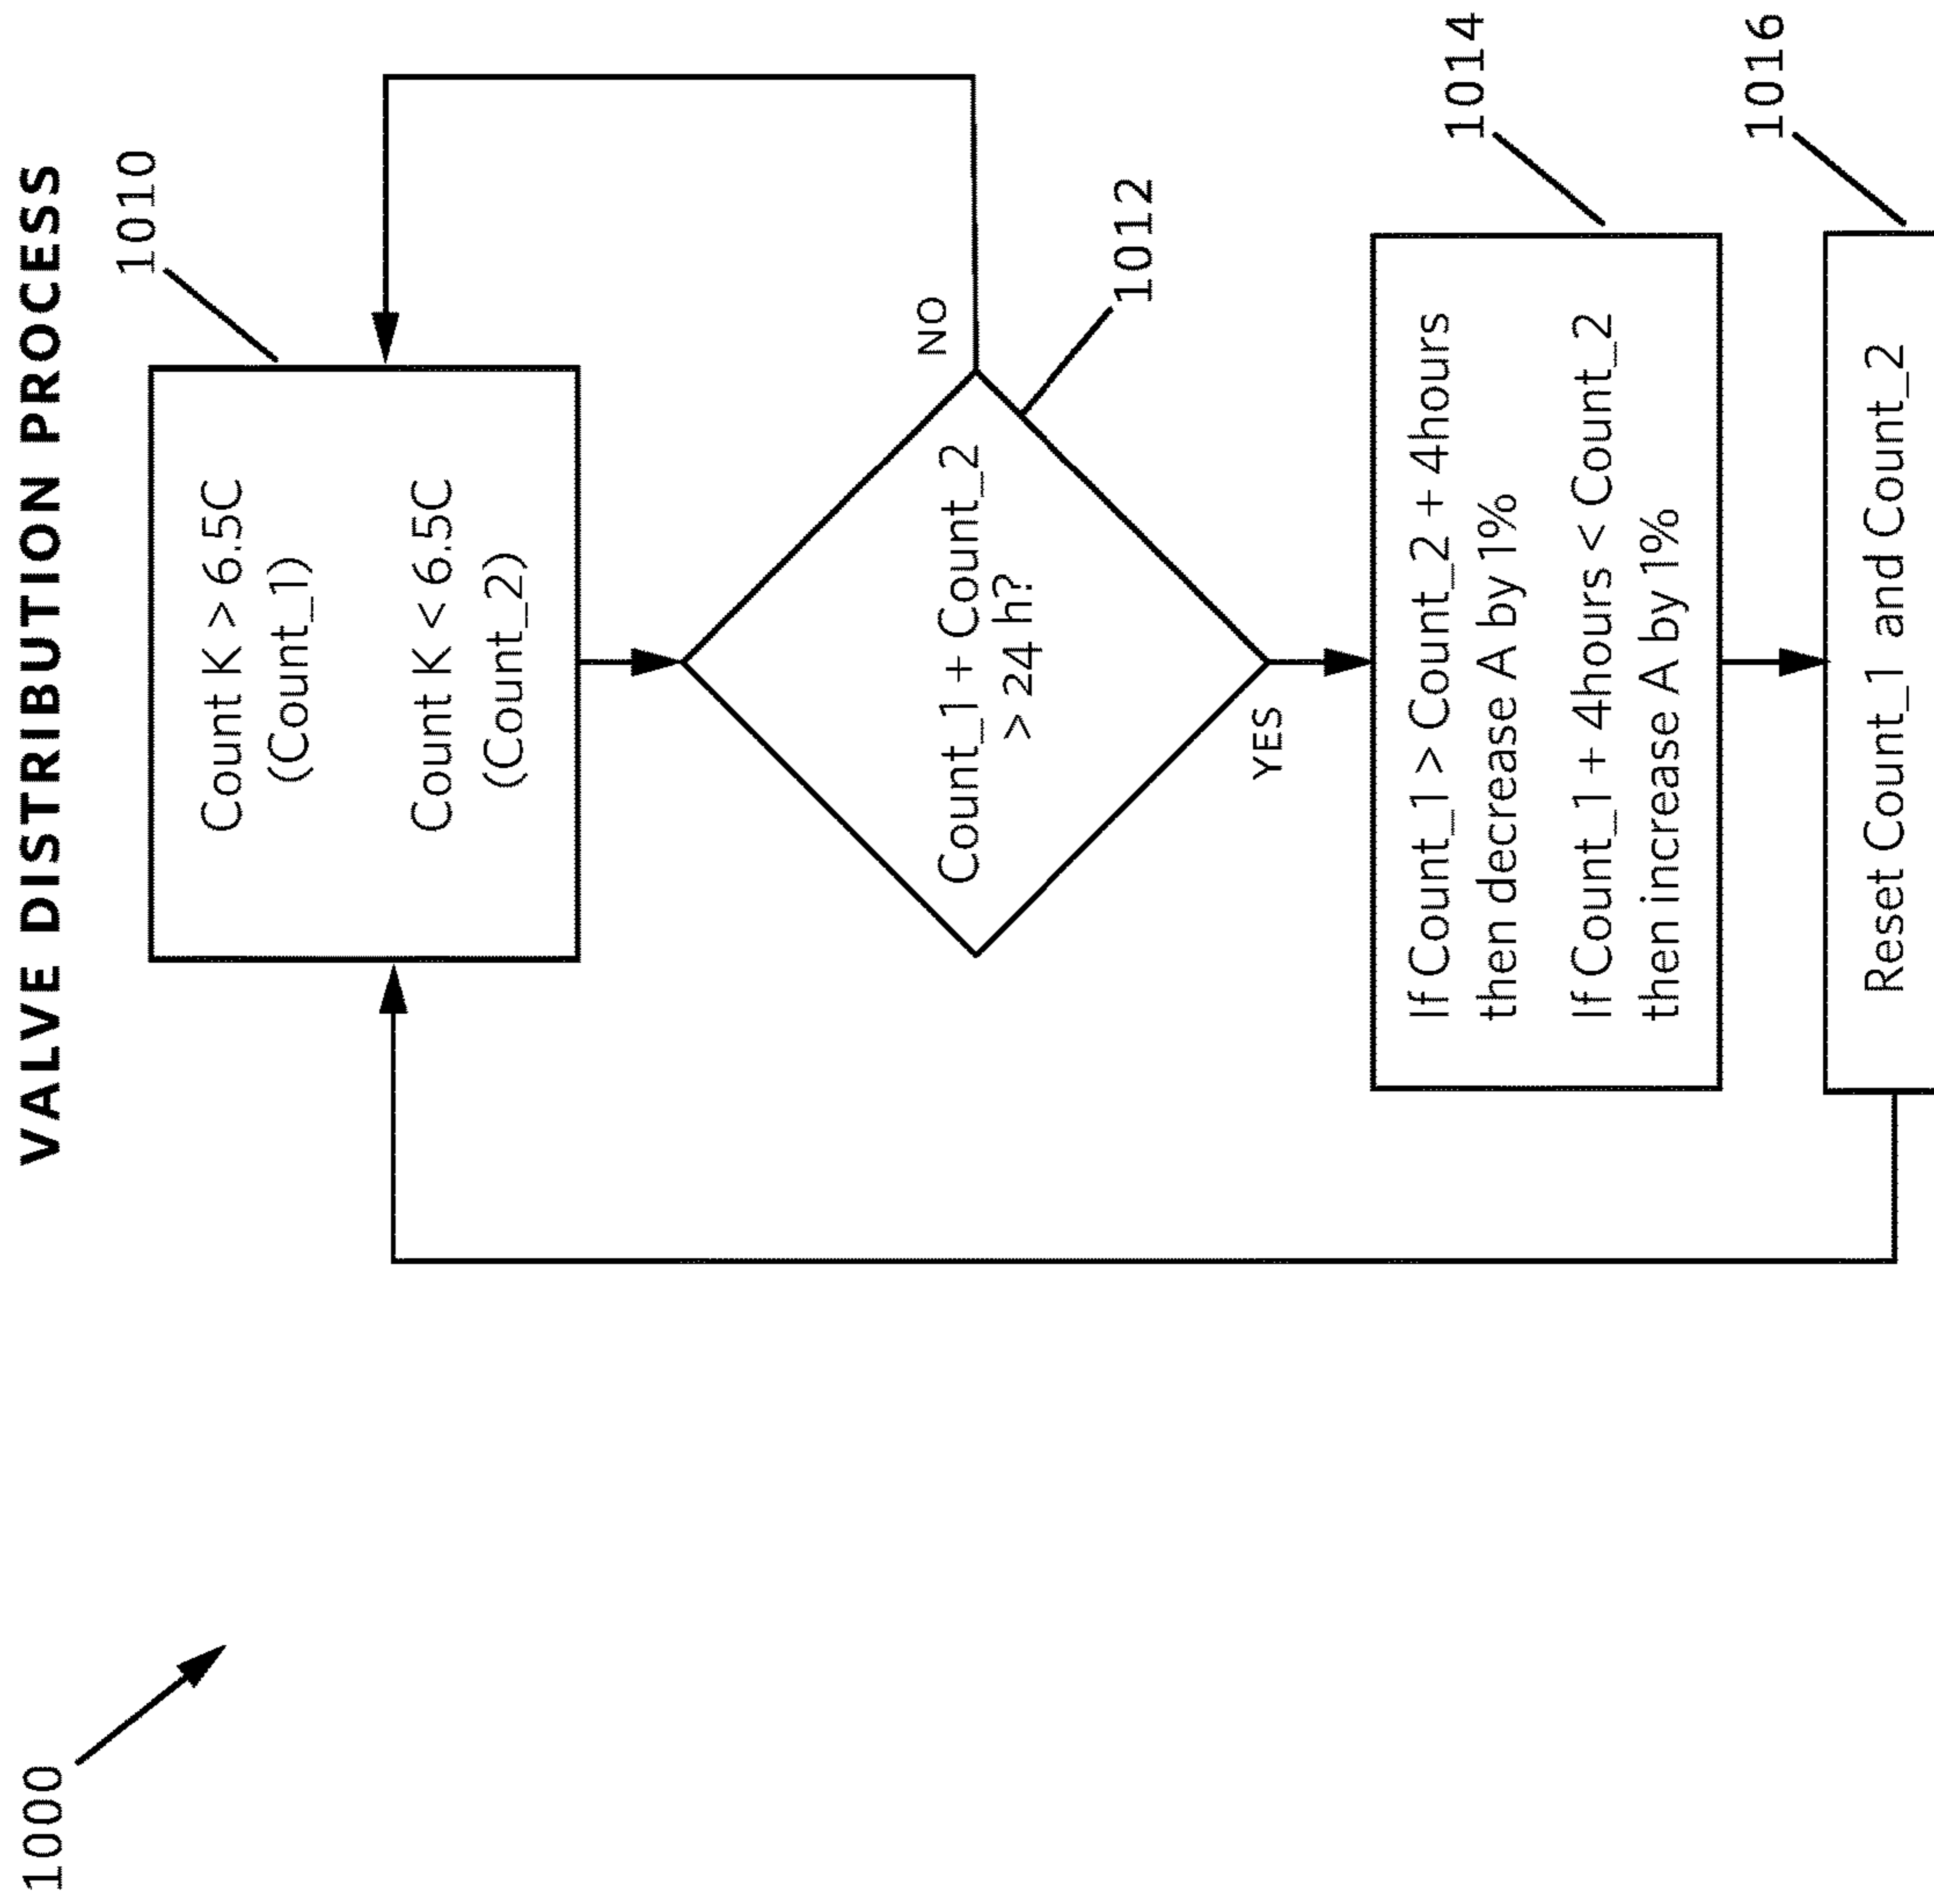 1000
VALVE DISTRIBUTION PROCESS
1010
Count K > 6.5C
(Count_1)
Count K < 6.5C
(Count_2)
NO
Count_1 + Count_2
> 24 h?
1012
YES
1014
If Count_1 > Count_2 + 4hours
then decrease A by 1%
If Count_1 + 4hours < Count_2
then increase A by 1%
1016
Reset Count_1 and Count_2